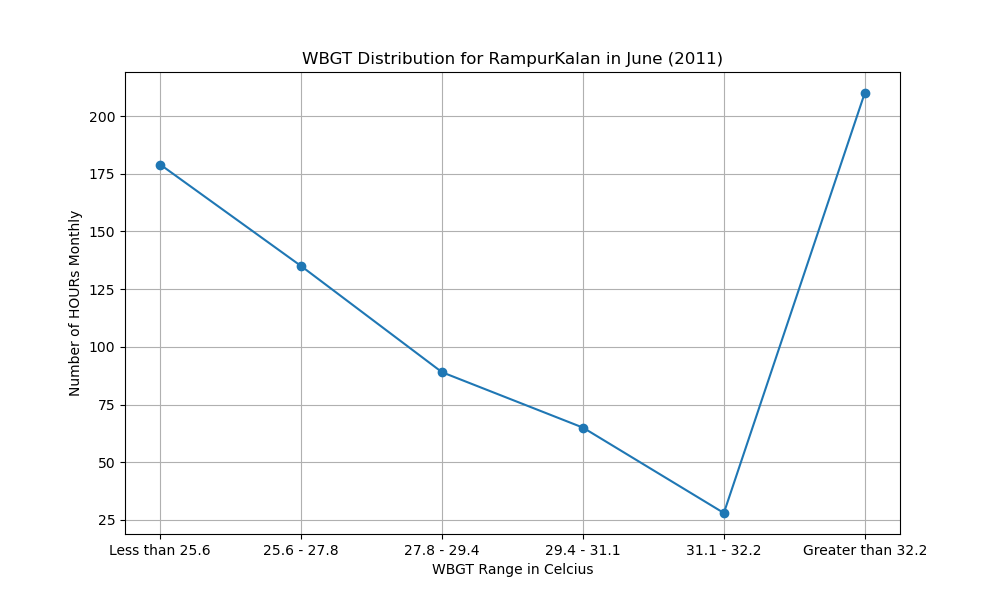 WBGT Distribution for RampurKalan in June (2011)
Number of HOURs Monthly
200
175
150
125
100
75
50
25
Less than 25.6 25.6 - 27.8 27.8 - 29.4 29.4 - 31.1 31.1 - 32.2 Greater than 32.2
WBGT Range in Celcius